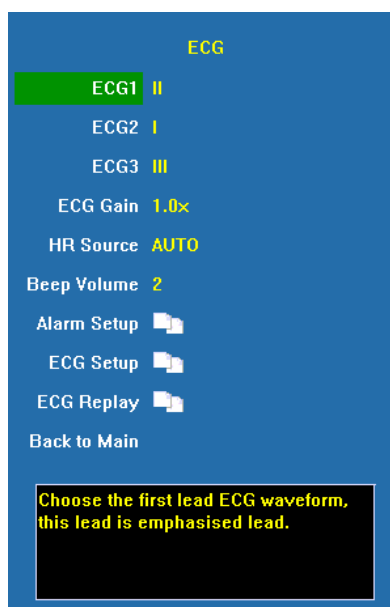 ECG
ECG1 II
ECG2 I
ECG3 III
ECG Gain 1.0×
HR Source AUTO
Beep Volume 2
Alarm Setup
ECG Setup
ECG Replay
Back to Main
Choose the first lead ECG waveform,
this lead is emphasised lead.